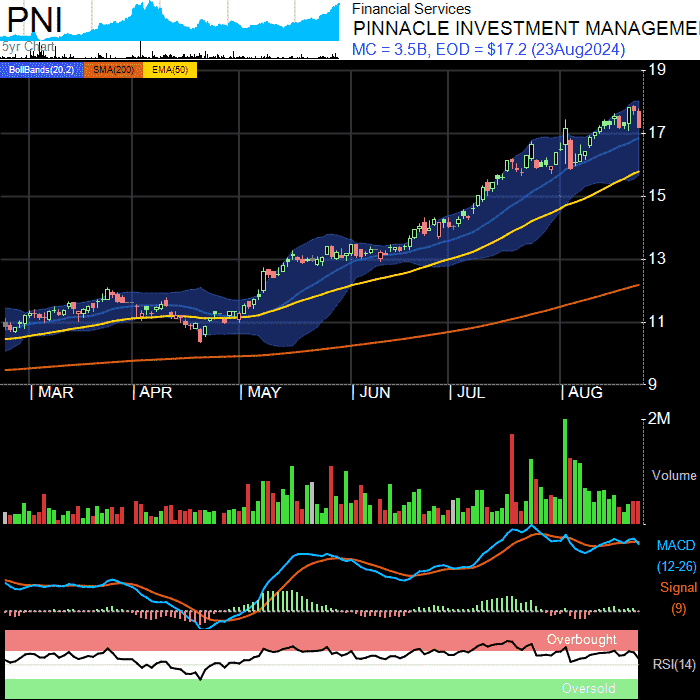 PNI
5yr Chart
Financial Services
PINNACLE INVESTMENT MANAGEME
MC = 3.5B, EOD = $17.2 (23Aug2024)
BollBands(20,2) SMA(200) EMA(50)
19
17
15
13
11
9
MAR APR MAY JUN JUL AUG
2M
Volume
MACD
(12-26)
Signal
(9)
Overbought
RSI(14)
Oversold